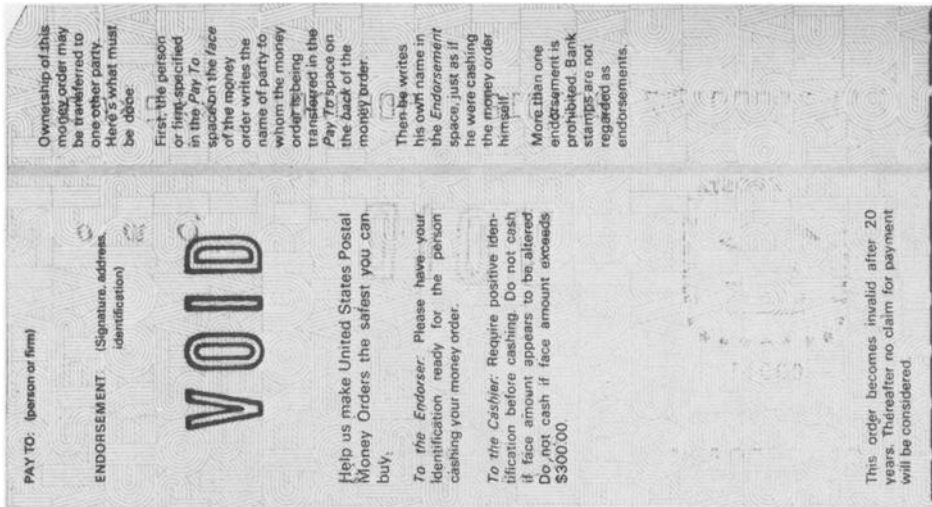 PAY TO: (person or firm)
ENDORSEMENT (Signature, address,
identification)
VOID
Help us make United States Postal
Money Orders the safest you can
buy.
To the Endorser: Please have your
Identification ready for the person
cashing your money order.
To the Cashier: Require positive iden-
tification before cashing. Do not cash
if face amount appears to be altered
Do not cash if face amount exceeds
$300.00.
This order becomes invalid after 20
years. Thereafter no claim for payment
will be considered
Ownership of this
money order may
be transferred to
one other party.
Here's what must
be done:
First, the person
or firm specified
in the Pay To
space on the face
of the money
order writes the
name of party to
whom the money
order is being
transferred in the
Pay To space on
the back of the
money order.
Then he writes
his own name in
the Endorsement
space, just as if
he were cashing
the money order
himself.
More than one
endorsement is
prohibited. Bank
stamps are not
regarded as
endorsements.